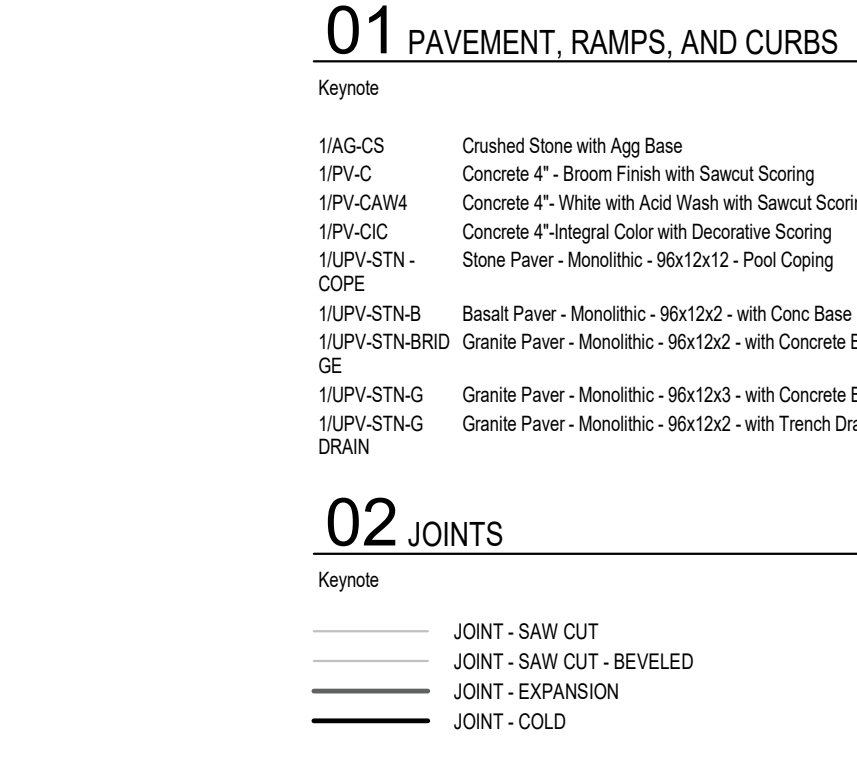 01 PAVEMENT, RAMPS, AND CURBS
Keynote
1/AG-CS Crushed Stone with Agg Base
1/PV-C Concrete 4" - Broom Finish with Sawcut Scoring
1/PV-CAW4 Concrete 4"- White with Acid Wash with Sawcut
1/PV-CIC Concrete 4"-Integral Color with Decorative Scoring
1/UPV-STN - Stone Paver - Monolithic - 96x12x12 - Pool Coping
COPE
1/UPV-STN-B Basalt Paver - Monolithic - 96x12x2 - with Conc Base
1/UPV-STN-BRID Granite Paver - Monolithic - 96x12x2 - with Concrete
GE
1/UPV-STN-G Granite Paver - Monolithic - 96x12x3 - with Concrete
1/UPV-STN-G Granite Paver - Monolithic - 96x12x2 - with Trench
DRAIN
02 JOINTS
Keynote
JOINT - SAW CUT
JOINT - SAW CUT - BEVELED
JOINT - EXPANSION
JOINT - COLD